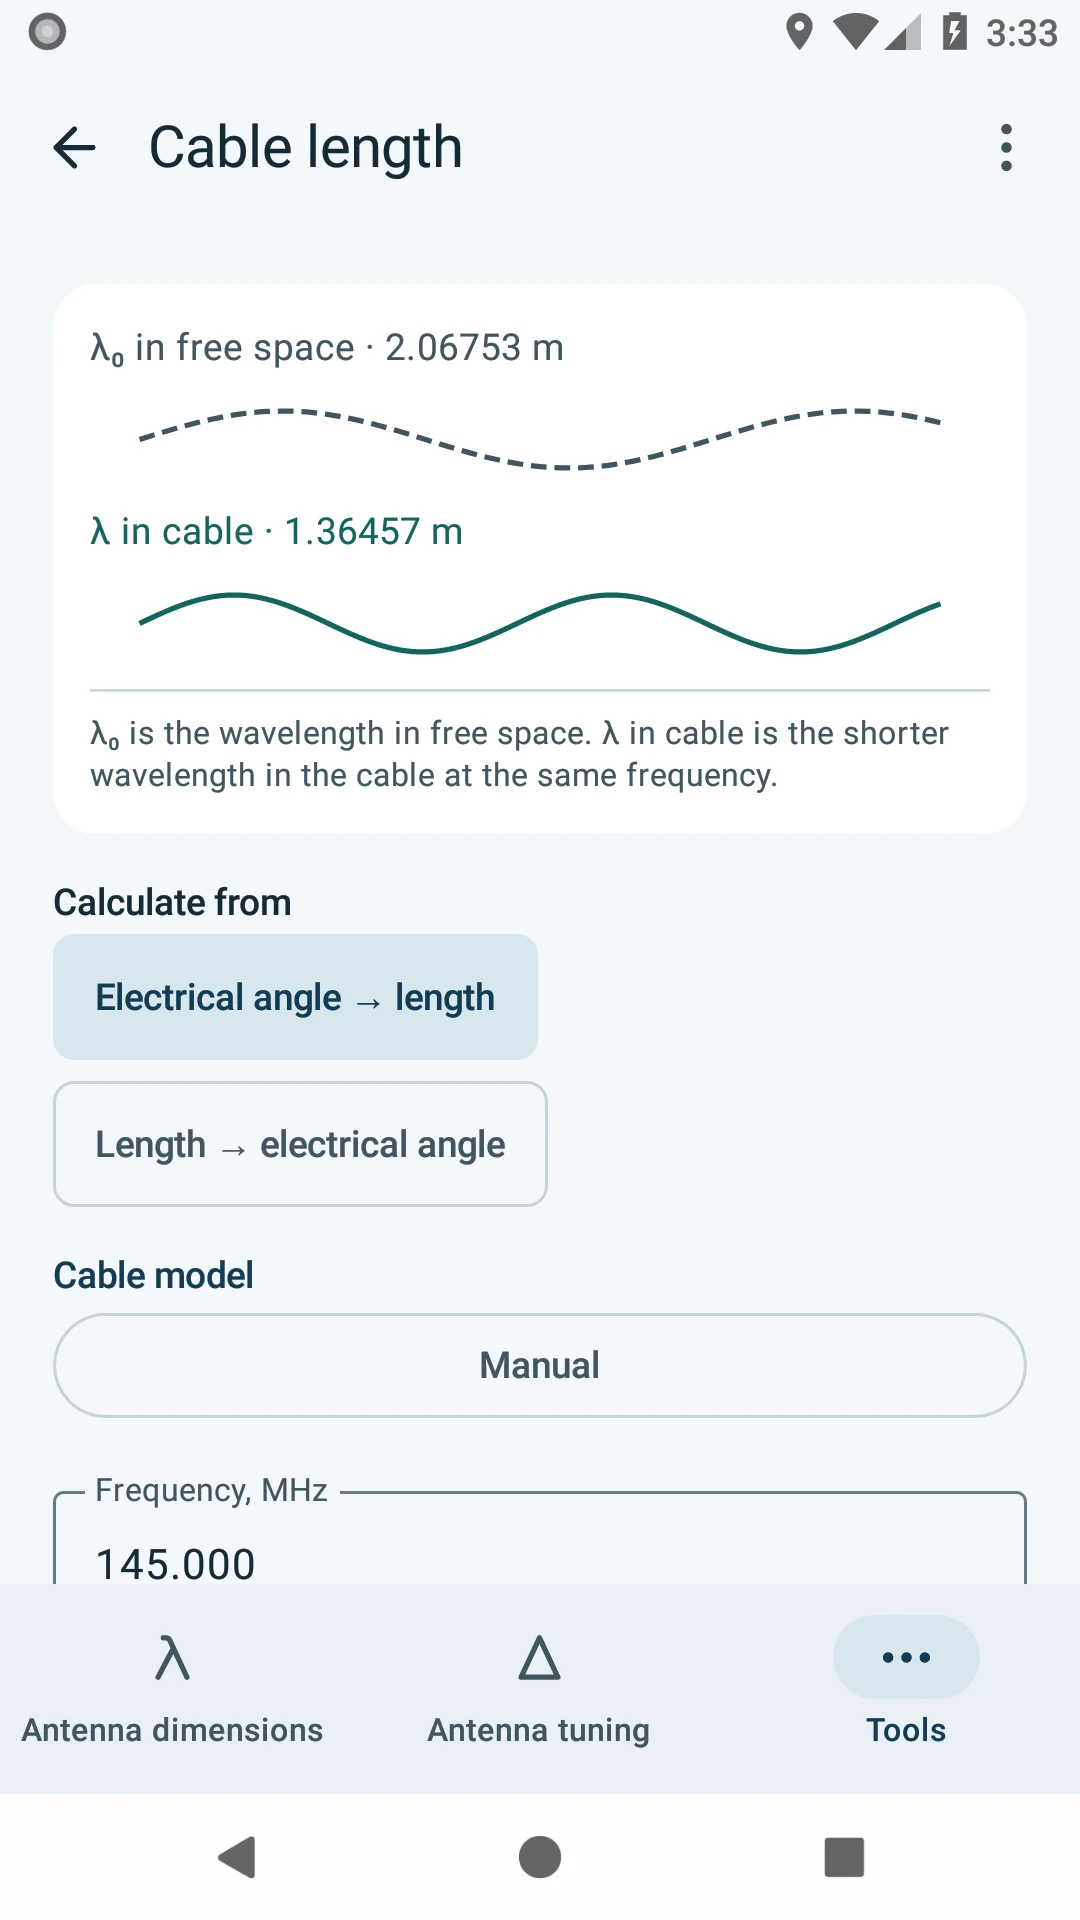 3:33
Cable length
λ₀ in free space · 2.06753 m
λ in cable · 1.36457 m
λ₀ is the wavelength in free space. λ in cable is the shorter
wavelength in the cable at the same frequency.
Calculate from
Electrical angle → length
Length → electrical angle
Cable model
Manual
Frequency, MHz
145.000
λ
Δ
Antenna dimensions
Antenna tuning
Tools